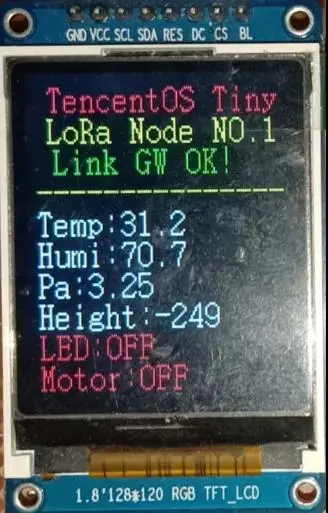 GND VCC SCL SDA RES DC CS BL
TencentOS Tiny
LoRa Node NO.1
Link GW OK!
----------------
Temp:31.2
Humi:70.7
Pa:3.25
Height:-249
LED:OFF
Motor:OFF
1.8'128*120 RGB TFT_LCD